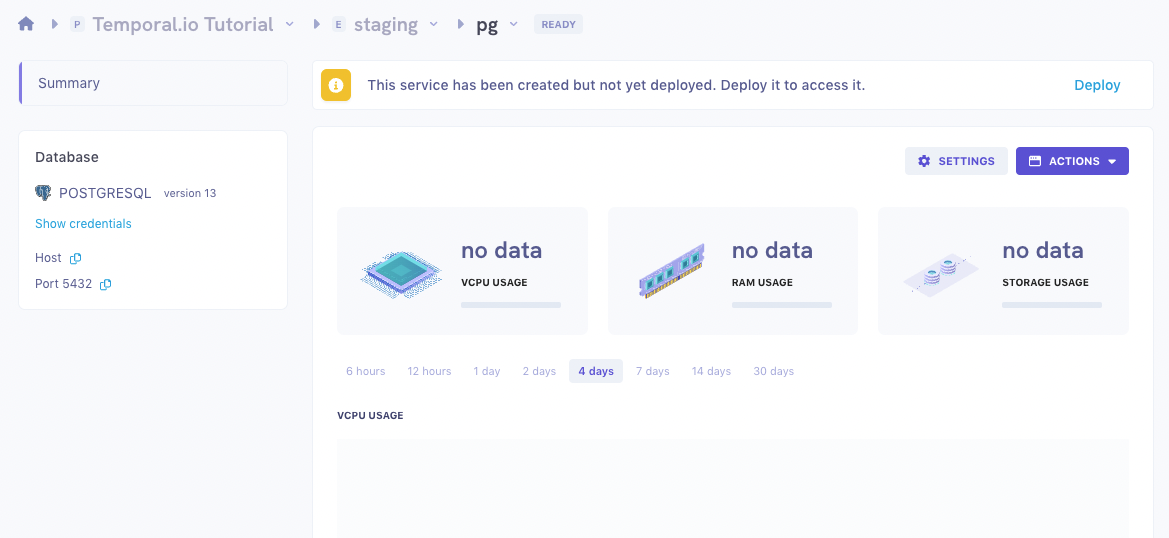 P Temporal.io Tutorial E staging pg READY
Summary
This service has been created but not yet deployed. Deploy it to access it. Deploy
Database
POSTGRESQL version 13
Show credentials
Host
Port 5432
SETTINGS ACTIONS
no data
VCPU USAGE
no data
RAM USAGE
no data
STORAGE USAGE
6 hours 12 hours 1 day 2 days 4 days 7 days 14 days 30 days
VCPU USAGE